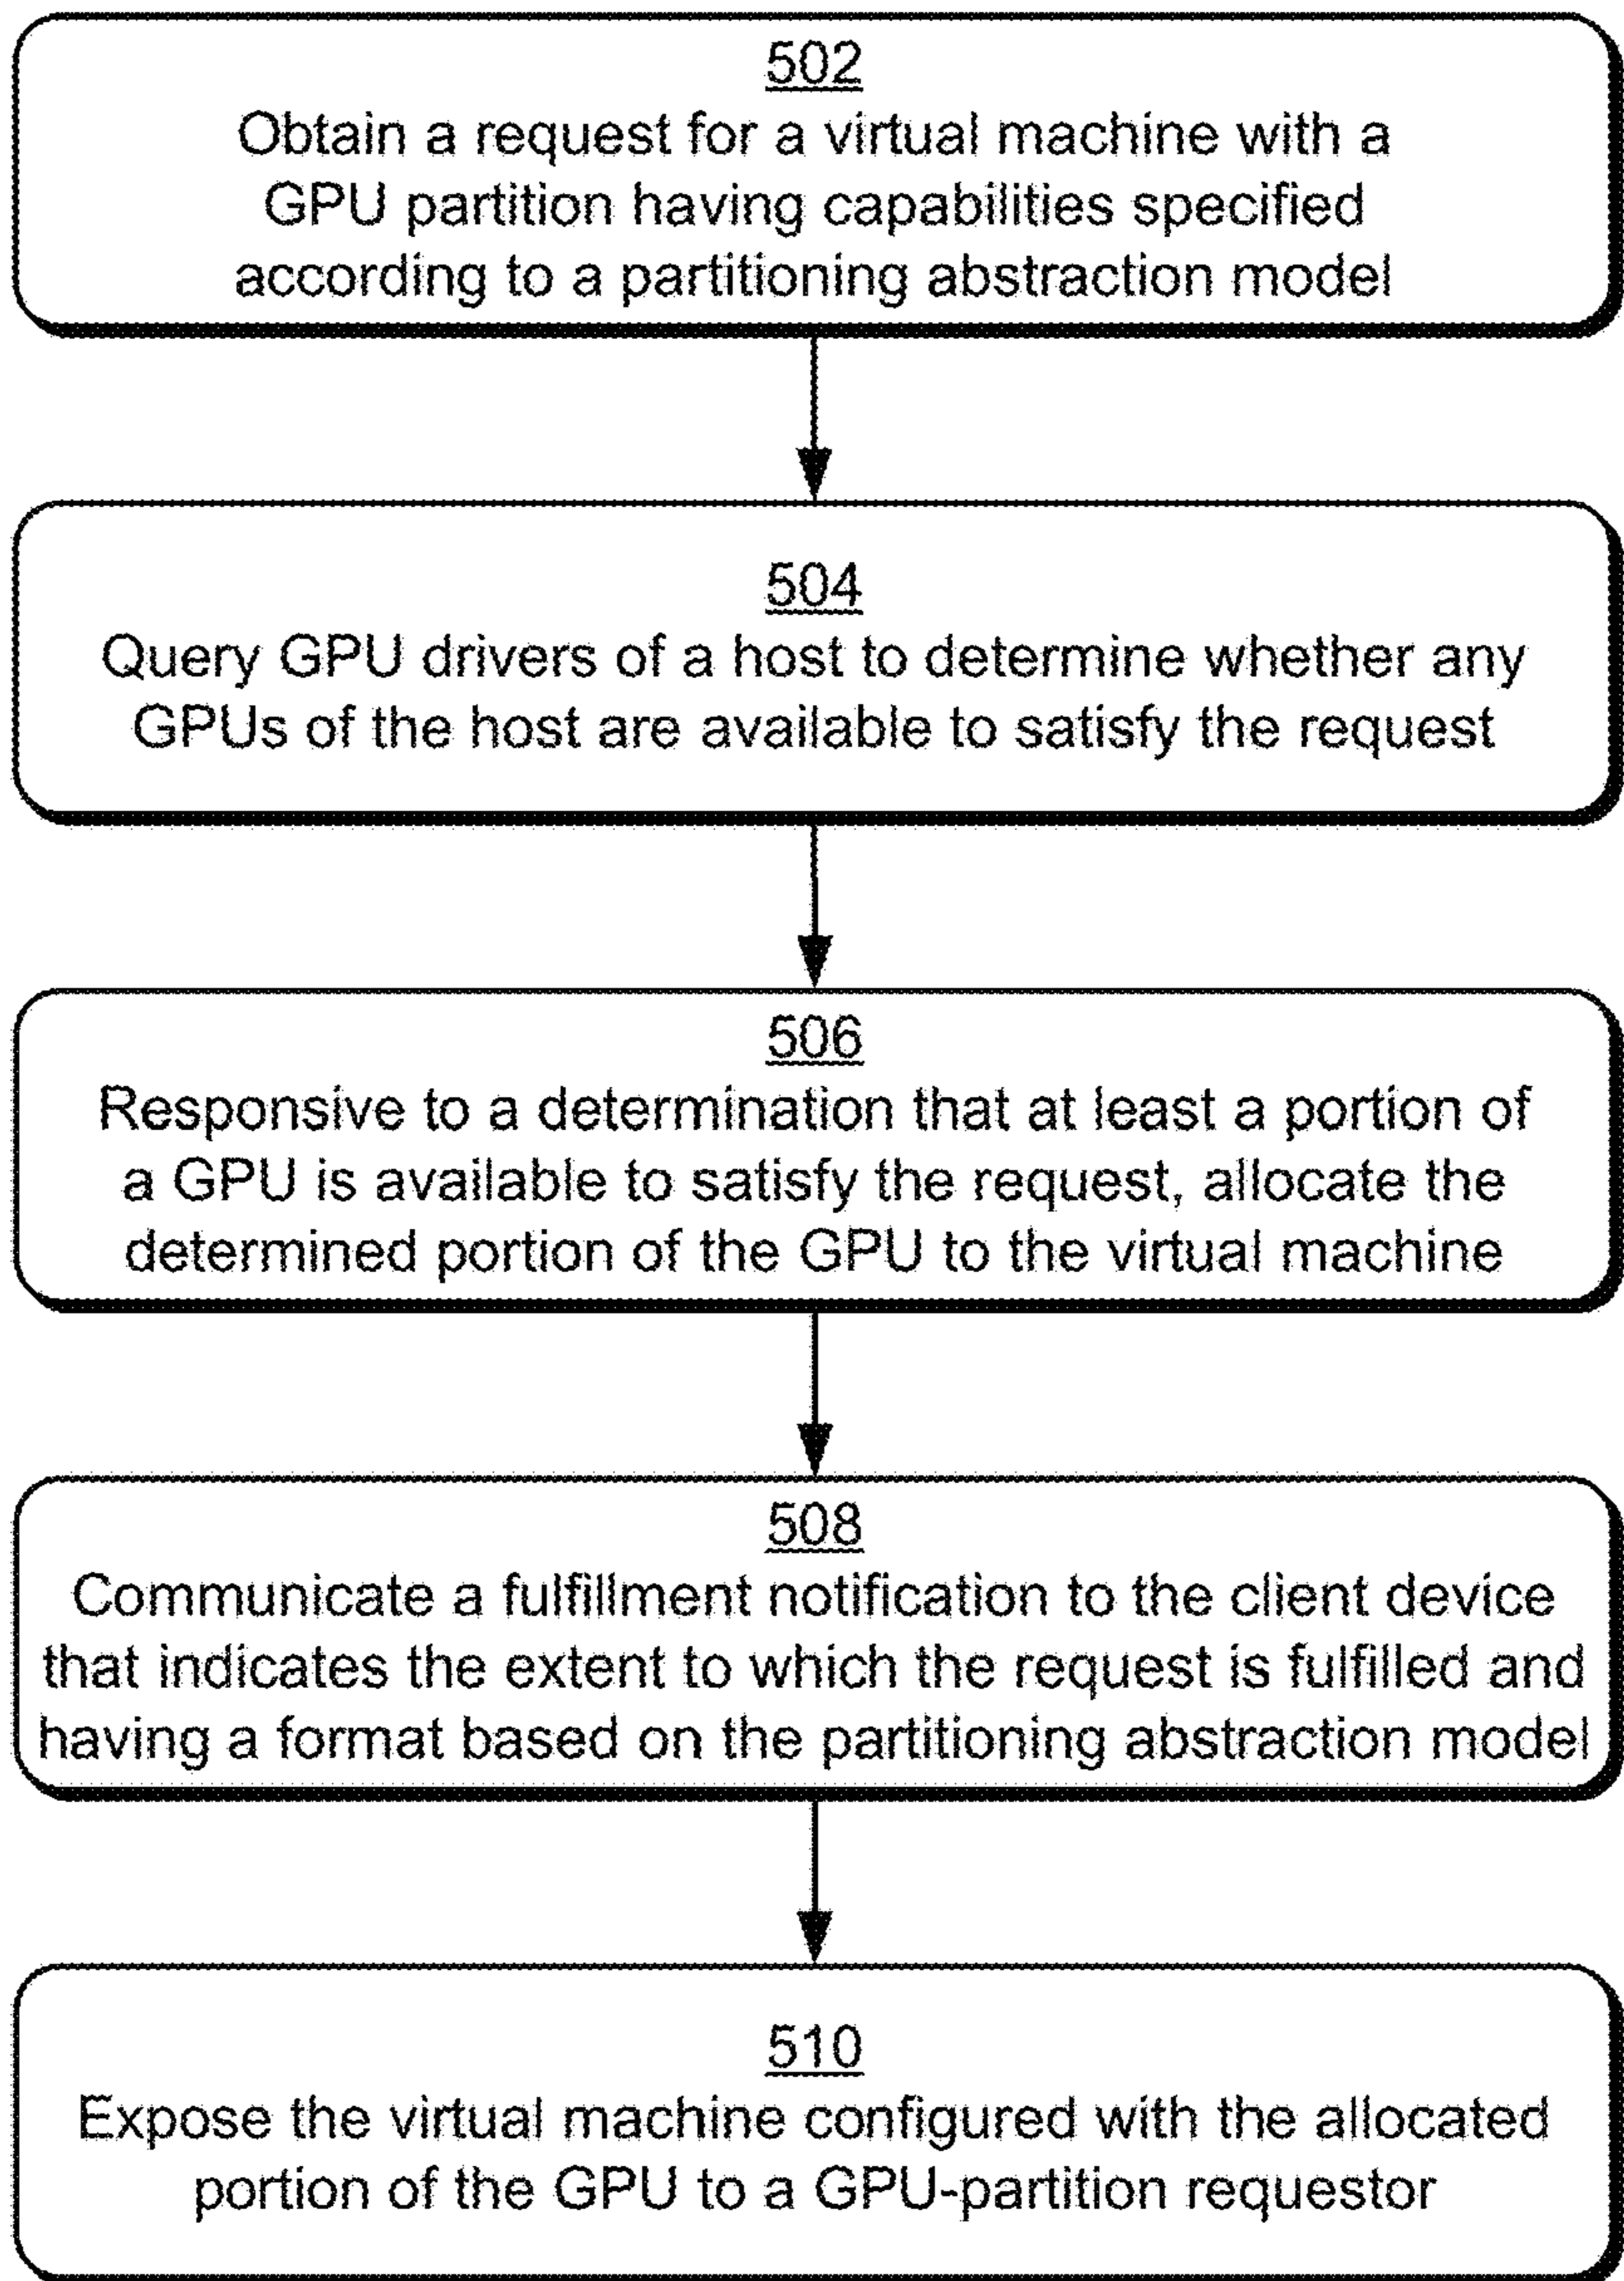 502
Obtain a request for a virtual machine with a
GPU partition having capabilities specified
according to a partitioning abstraction model
504
Query GPU drivers of a host to determine whether any
GPUs of the host are available to satisfy the request
506
Responsive to a determination that at least a portion of
a GPU is available to satisfy the request, allocate the
determined portion of the GPU to the virtual machine
508
Communicate a fulfillment notification to the client device
that indicates the extent to which the request is fulfilled and
having a format based on the partitioning abstraction model
510
Expose the virtual machine configured with the allocated
portion of the GPU to a GPU-partition requestor